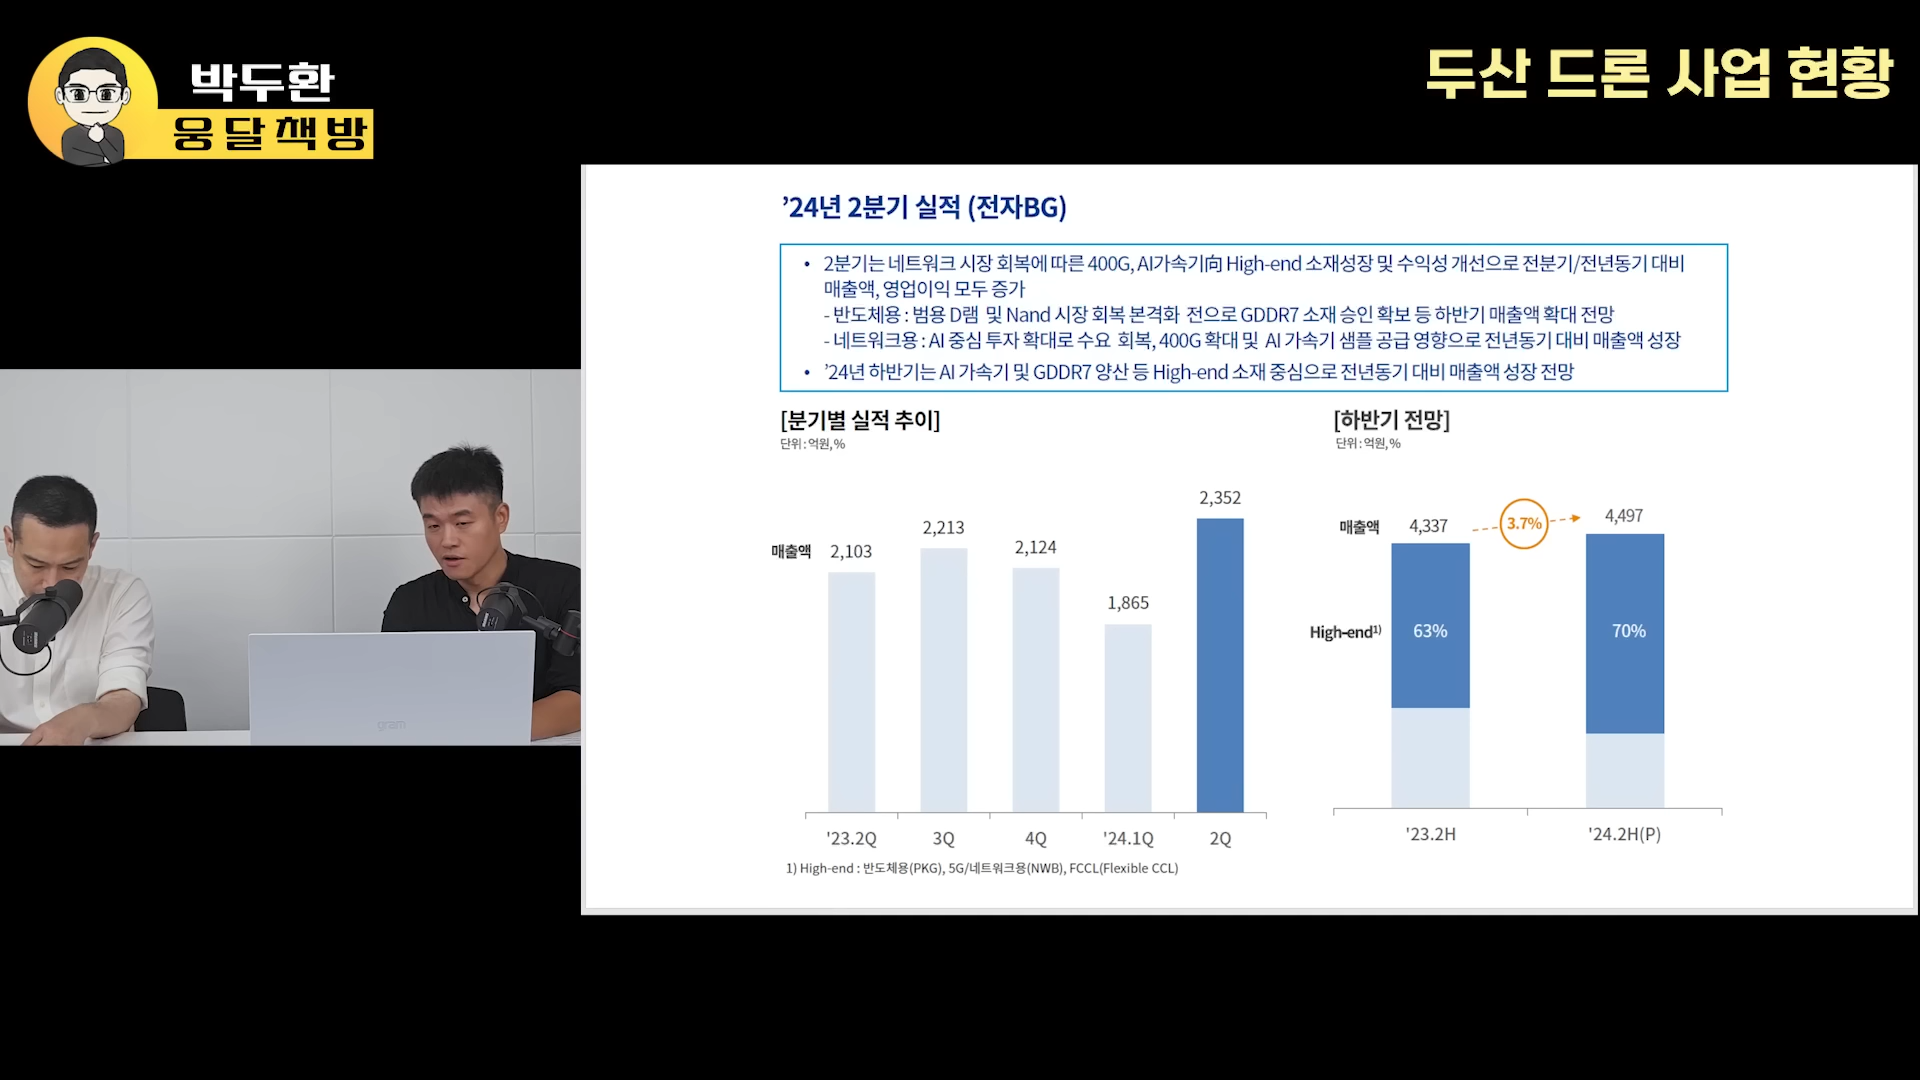 박두환
웅달책방
두산 드론 사업 현황
’24년 2분기 실적 (전자BG)
• 2분기는 네트워크 시장 회복에 따른 400G, AI가속기向 High-end 소재성장 및 수익성 개선으로 전분기/전년동기 대비
매출액, 영업이익 모두 증가
- 반도체용 : 범용 D램 및 Nand 시장 회복 본격화 전으로 GDDR7 소재 승인 확보 등 하반기 매출액 확대 전망
- 네트워크용 : AI 중심 투자 확대로 수요 회복, 400G 확대 및 AI 가속기 샘플 공급 영향으로 전년동기 대비 매출액 성장
• ’24년 하반기는 AI 가속기 및 GDDR7 양산 등 High-end 소재 중심으로 전년동기 대비 매출액 성장 전망
[분기별 실적 추이]
단위 : 억원, %
매출액
2,103
2,213
2,124
1,865
2,352
'23.2Q
3Q
4Q
'24.1Q
2Q
[하반기 전망]
단위 : 억원, %
매출액
4,337
3.7%
4,497
High-end1)
63%
70%
'23.2H
'24.2H(P)
1) High-end : 반도체용(PKG), 5G/네트워크용(NWB), FCCL(Flexible CCL)
gram